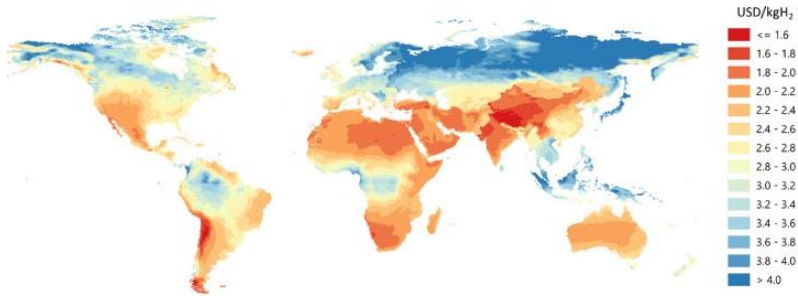 USD/kgH₂
<= 1.6
1.6 - 1.8
1.8 - 2.0
2.0 - 2.2
2.2 - 2.4
2.4 - 2.6
2.6 - 2.8
2.8 - 3.0
3.0 - 3.2
3.2 - 3.4
3.4 - 3.6
3.6 - 3.8
3.8 - 4.0
> 4.0